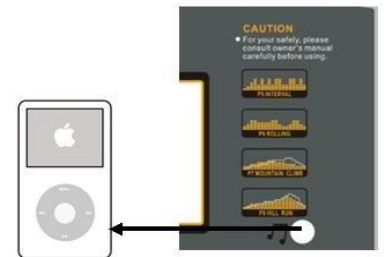 CAUTION
For your safely, please
consult owner's manual
carefully before using.
P5 INTERVAL
P6 ROLLING
P7 MOUNTAIN CLIMB
P8 HILL RUN